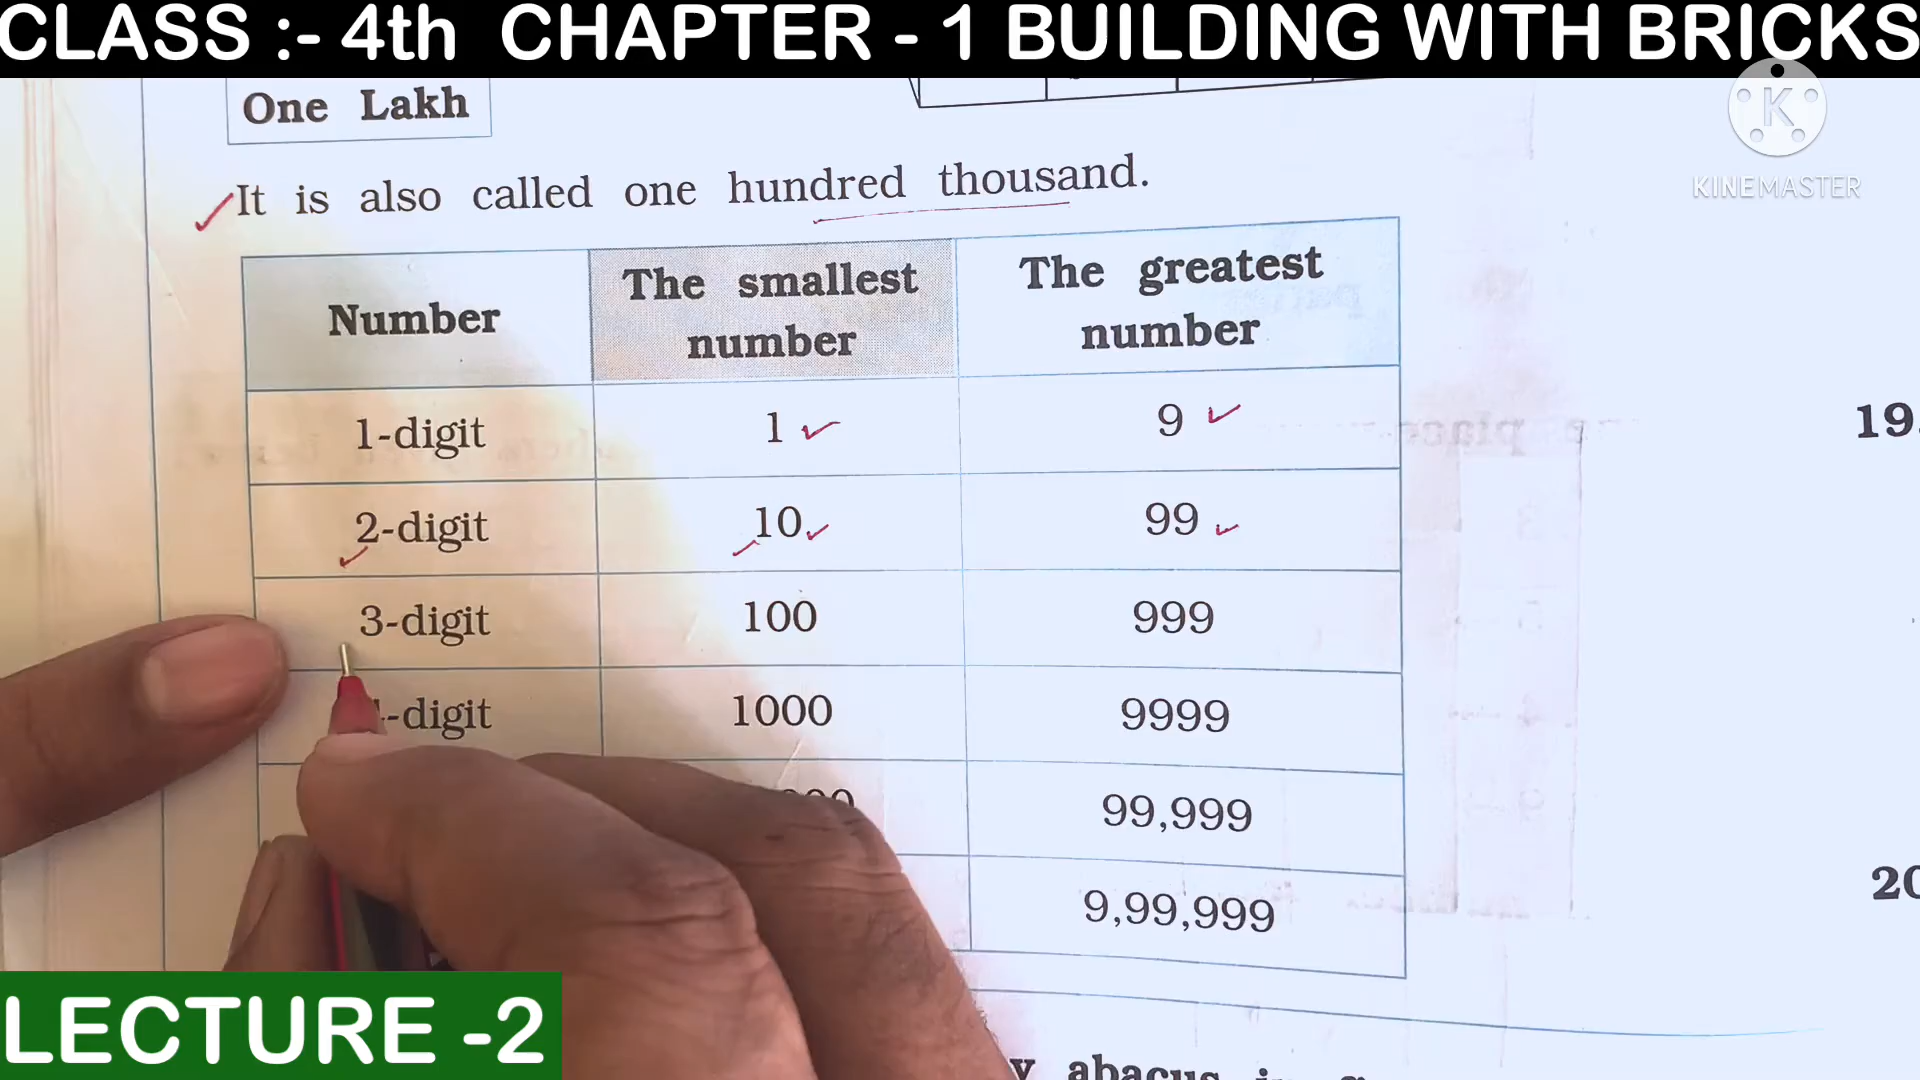 CLASS :- 4th CHAPTER - 1 BUILDING WITH BRICKS
K
KINEMASTER
One Lakh
It is also called one hundred thousand.
Number The smallest number The greatest number
1-digit 1 9
2-digit 10 99
3-digit 100 999
-digit 1000 9999
99,999
9,99,999
19.
20
abacus
LECTURE -2